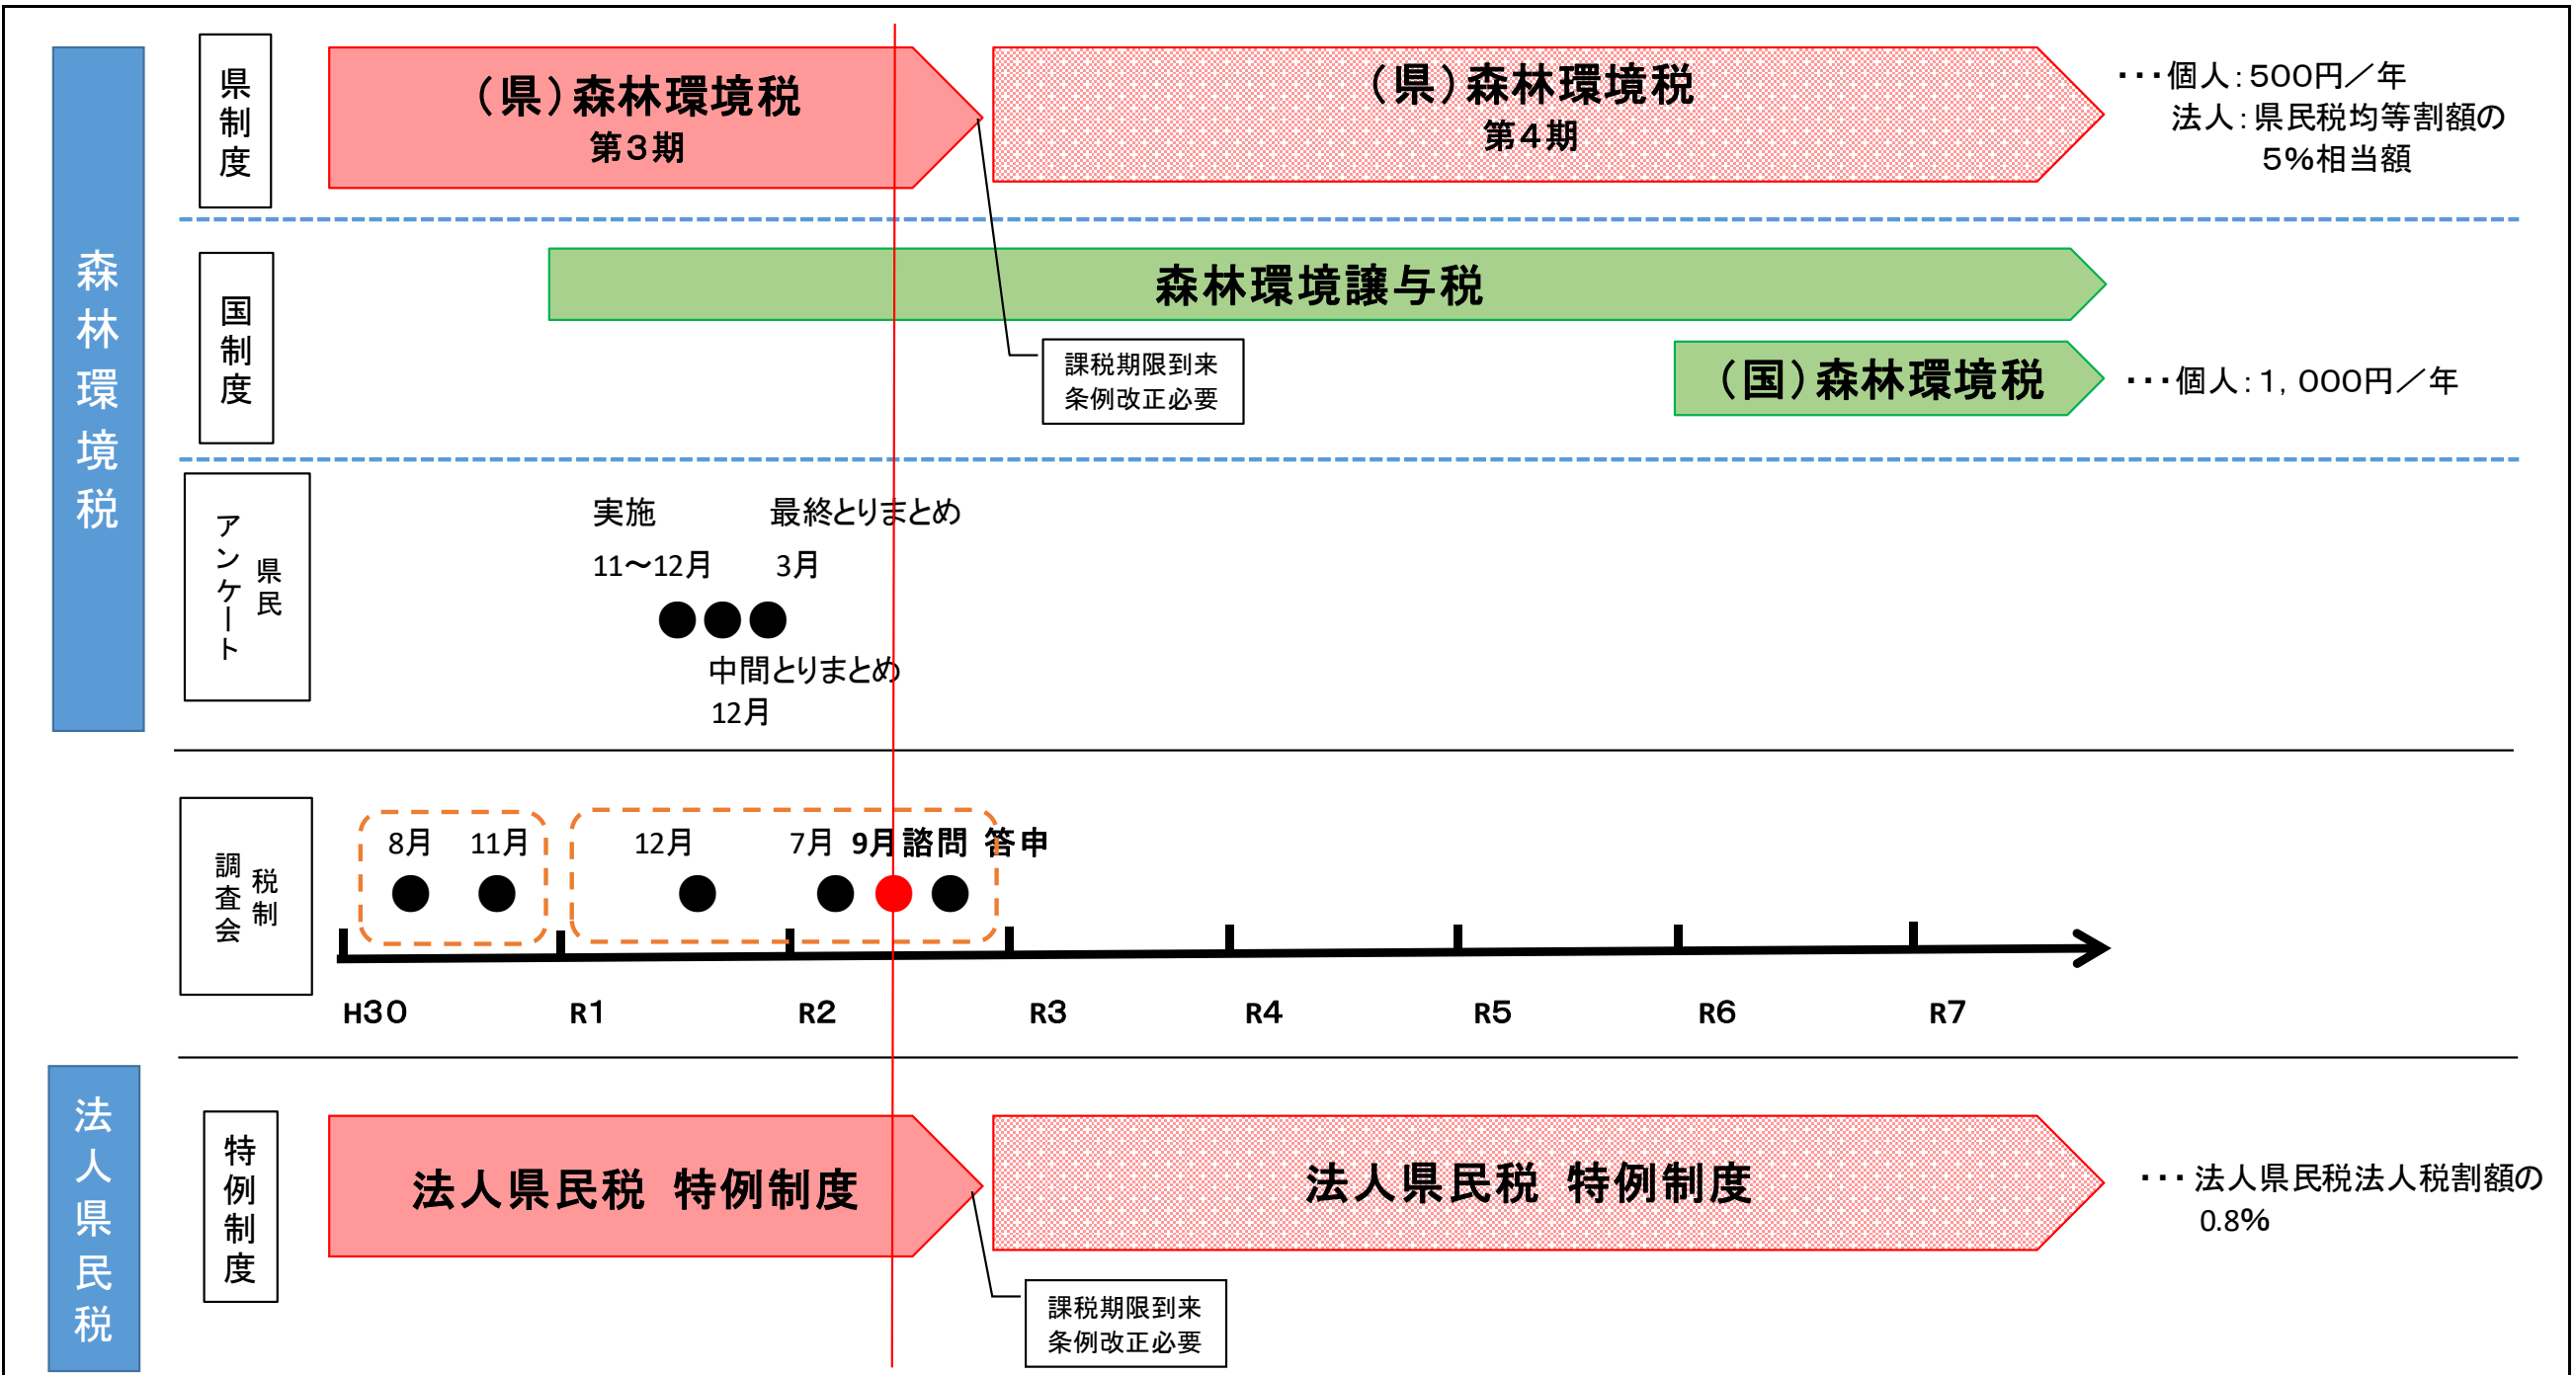 森林環境税
県制度
（県）森林環境税
第３期
（県）森林環境税
第４期
・・・個人：５００円／年
法人：県民税均等割額の
５％相当額
国制度
森林環境譲与税
課税期限到来
条例改正必要
（国）森林環境税
・・・個人：１，０００円／年
県民
アンケート
実施
11～12月
最終とりまとめ
3月
中間とりまとめ
12月
税制
調査会
8月 11月 12月 7月 9月 諮問 答申
H30 R1 R2 R3 R4 R5 R6 R7
法人県民税
特例制度
法人県民税 特例制度
法人県民税 特例制度
・・・法人県民税法人税割額の
0.8%
課税期限到来
条例改正必要